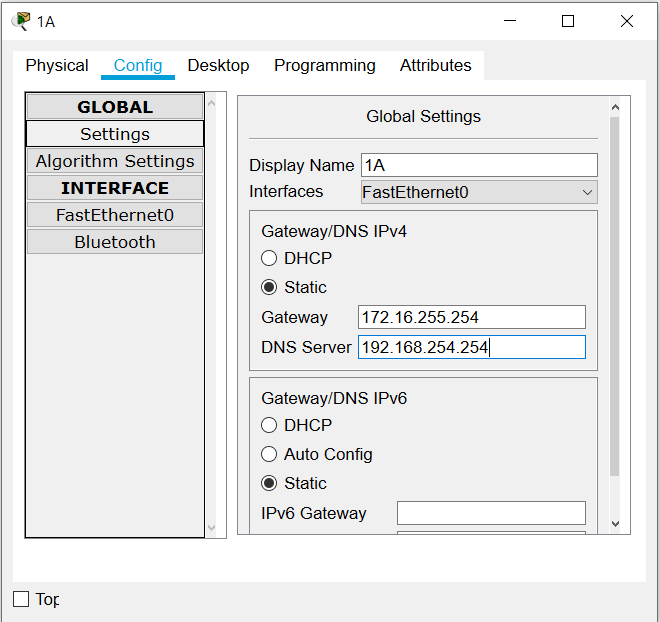 1A
Physical Config Desktop Programming Attributes
GLOBAL
Settings
Algorithm Settings
INTERFACE
FastEthernet0
Bluetooth
Global Settings
Display Name 1A
Interfaces FastEthernet0
Gateway/DNS IPv4
DHCP
Static
Gateway 172.16.255.254
DNS Server 192.168.254.254
Gateway/DNS IPv6
DHCP
Auto Config
Static
IPv6 Gateway
Top